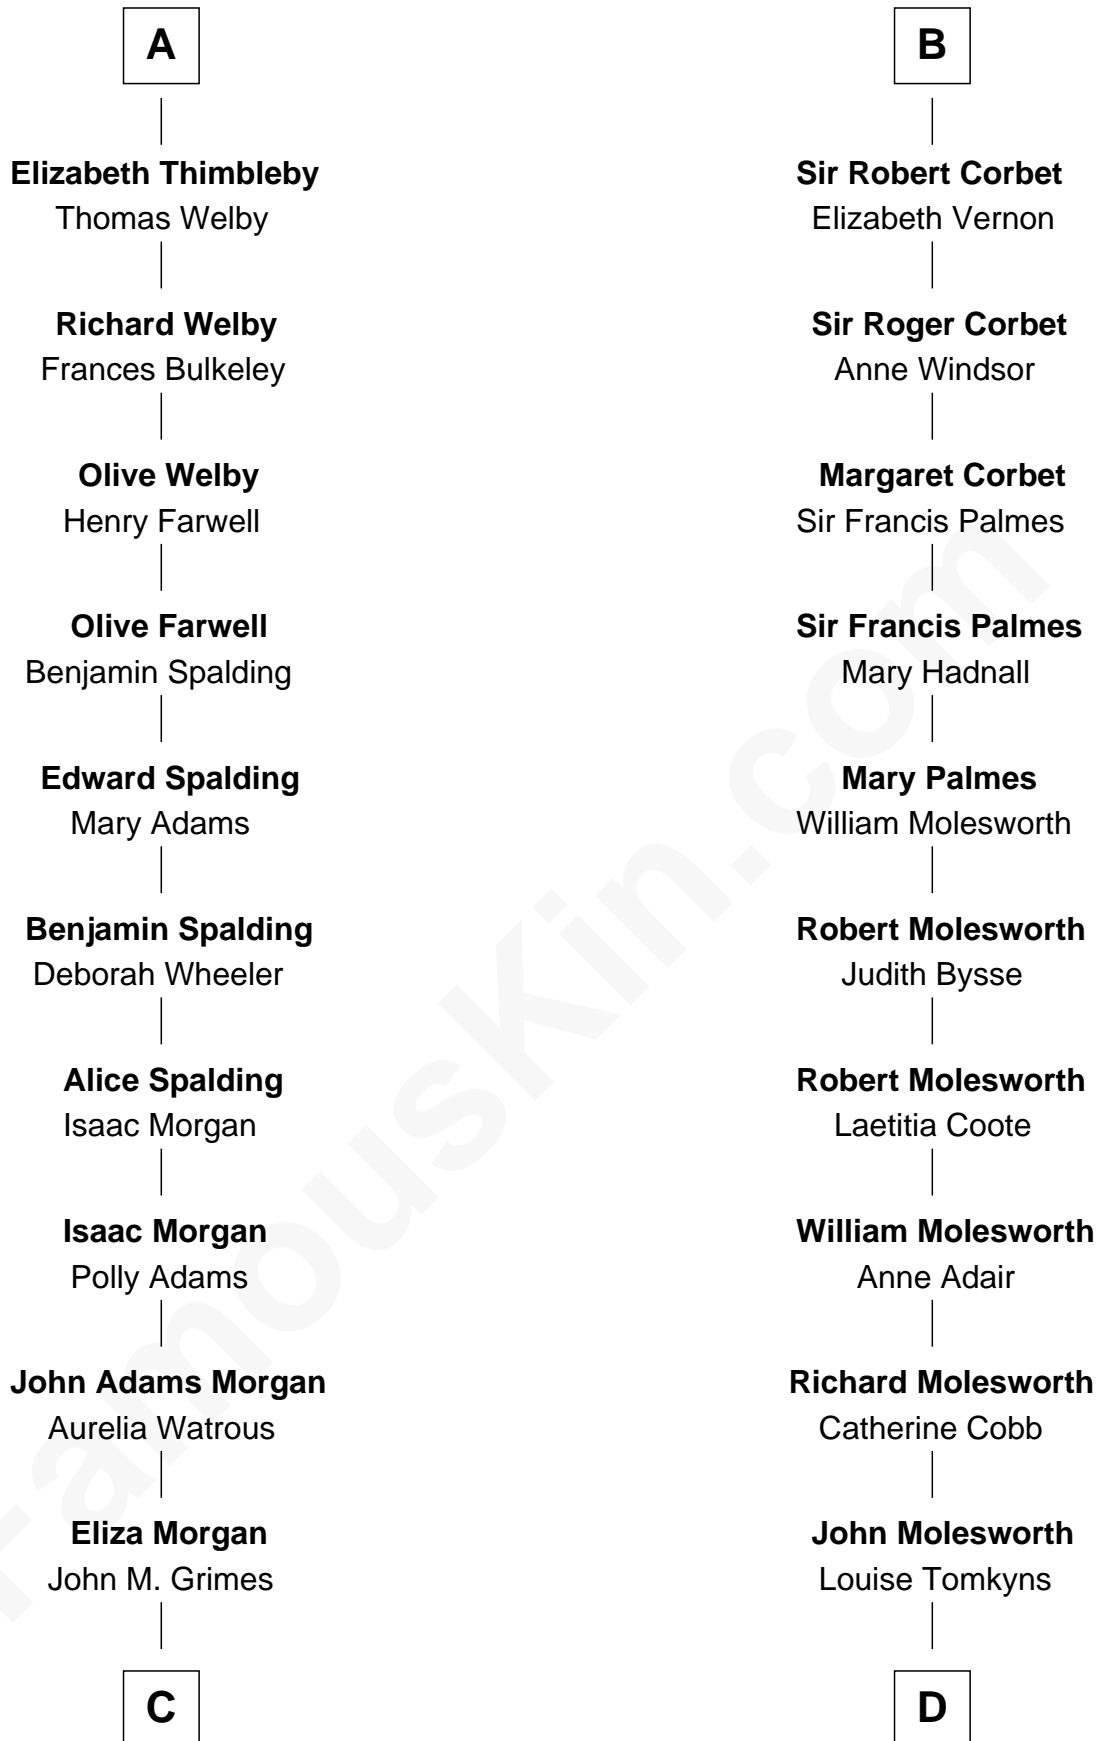 A
Elizabeth Thimbleby
Thomas Welby
Richard Welby
Frances Bulkeley
Olive Welby
Henry Farwell
Olive Farwell
Benjamin Spalding
Edward Spalding
Mary Adams
Benjamin Spalding
Deborah Wheeler
Alice Spalding
Isaac Morgan
Isaac Morgan
Polly Adams
John Adams Morgan
Aurelia Watrous
Eliza Morgan
John M. Grimes
C
B
Sir Robert Corbet
Elizabeth Vernon
Sir Roger Corbet
Anne Windsor
Margaret Corbet
Sir Francis Palmes
Sir Francis Palmes
Mary Hadnall
Mary Palmes
William Molesworth
Robert Molesworth
Judith Bysse
Robert Molesworth
Laetitia Coote
William Molesworth
Anne Adair
Richard Molesworth
Catherine Cobb
John Molesworth
Louise Tomkyns
D
FamousKin.com